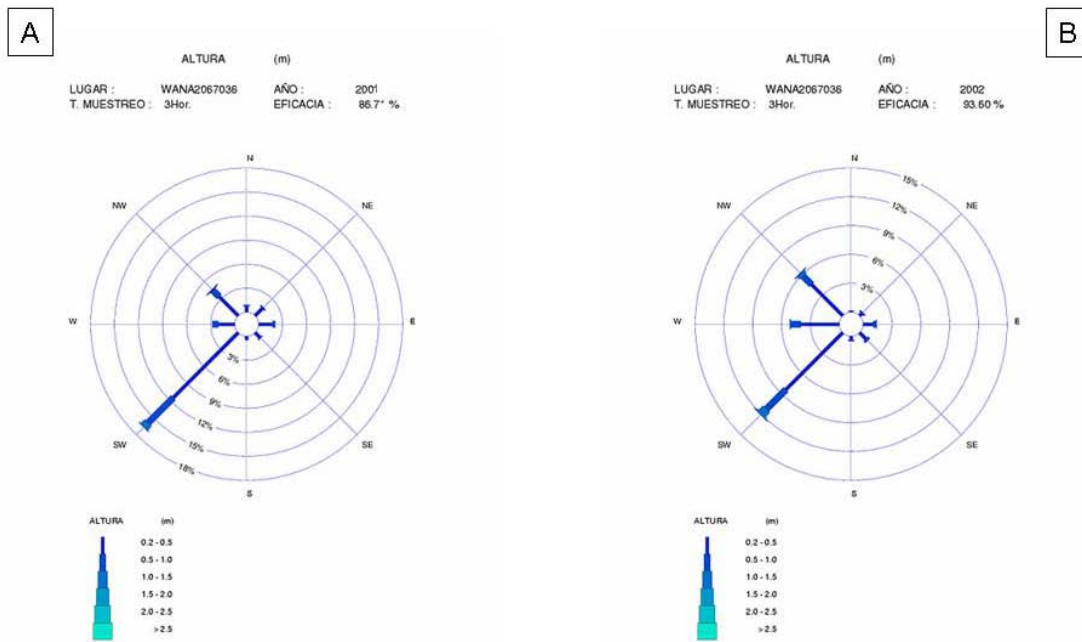 A
ALTURA (m)
LUGAR : WANA2067036 AÑO : 2001
T. MUESTREO : 3Hor. EFICACIA : 86.7* %
N
NW NE
W E
3%
6%
9%
12%
SW SE
15%
18%
S
ALTURA (m)
0.2 - 0.5
0.5 - 1.0
1.0 - 1.5
1.5 - 2.0
2.0 - 2.5
> 2.5
B
ALTURA (m)
LUGAR : WANA2067036 AÑO : 2002
T. MUESTREO : 3Hor. EFICACIA : 93.60 %
N
15%
12%
NW NE
9%
6%
3%
W E
SW SE
S
ALTURA (m)
0.2 - 0.5
0.5 - 1.0
1.0 - 1.5
1.5 - 2.0
2.0 - 2.5
> 2.5